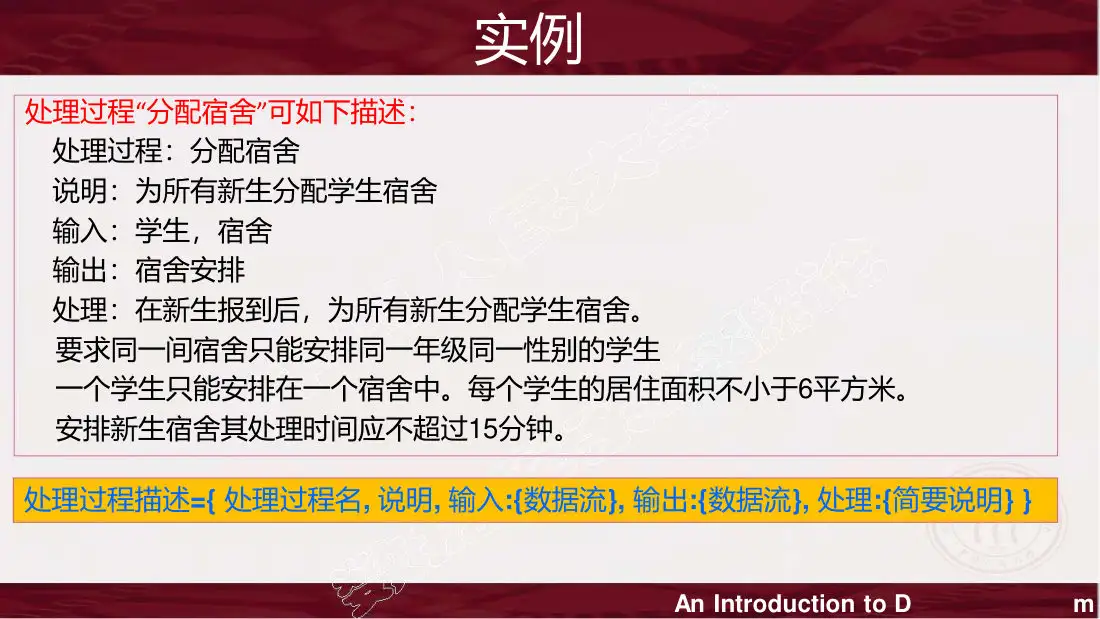 实例
处理过程“分配宿舍”可如下描述：
处理过程：分配宿舍
说明：为所有新生分配学生宿舍
输入：学生，宿舍
输出：宿舍安排
处理：在新生报到后，为所有新生分配学生宿舍。
要求同一间宿舍只能安排同一年级同一性别的学生
一个学生只能安排在一个宿舍中。每个学生的居住面积不小于6平方米。
安排新生宿舍其处理时间应不超过15分钟。
处理过程描述={ 处理过程名, 说明, 输入:{数据流}, 输出:{数据流}, 处理:{简要说明} }
An Introduction to D m